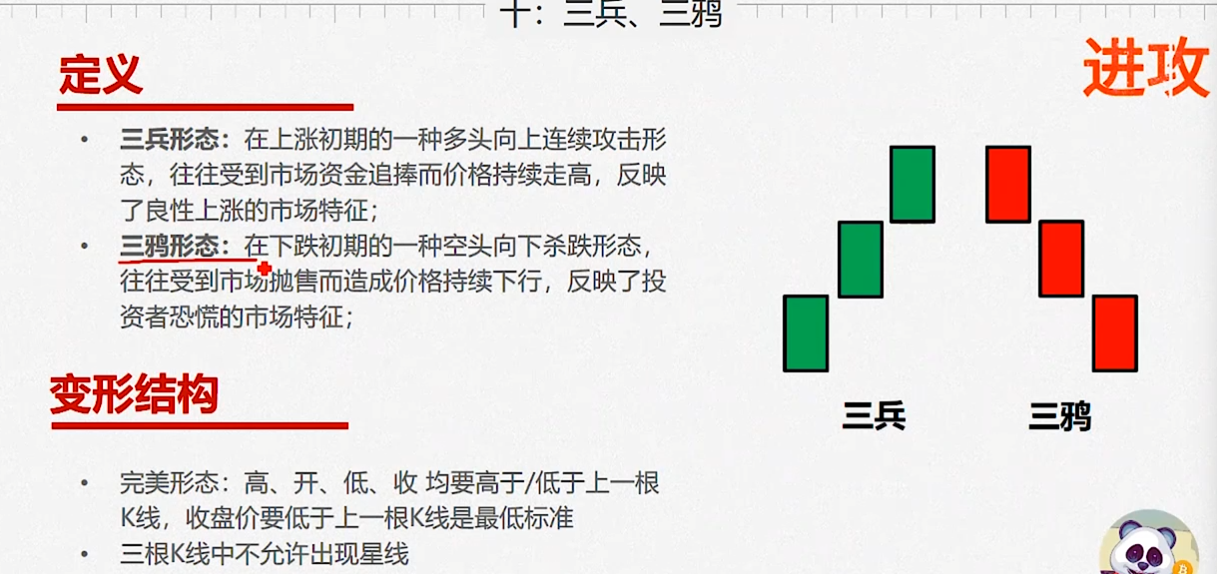 十：三兵、三鸦
定义
进攻
• 三兵形态：在上涨初期的一种多头向上连续攻击形
态，往往受到市场资金追捧而价格持续走高，反映
了良性上涨的市场特征；
• 三鸦形态：在下跌初期的一种空头向下杀跌形态，
往往受到市场抛售而造成价格持续下行，反映了投
资者恐慌的市场特征；
三兵
三鸦
变形结构
• 完美形态：高、开、低、收 均要高于/低于上一根
K线，收盘价要低于上一根K线是最低标准
• 三根K线中不允许出现星线